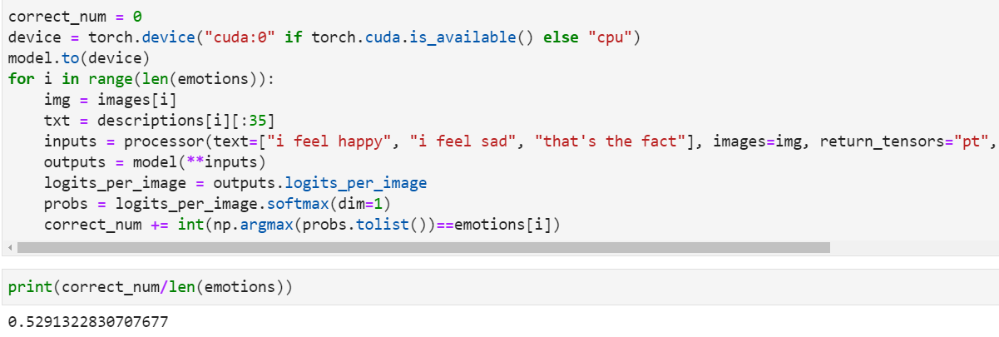 correct_num = 0
device = torch.device("cuda:0" if torch.cuda.is_available() else "cpu")
model.to(device)
for i in range(len(emotions)):
    img = images[i]
    txt = descriptions[i][:35]
    inputs = processor(text=["i feel happy", "i feel sad", "that's the fact"], images=img, return_tensors="pt",
    outputs = model(**inputs)
    logits_per_image = outputs.logits_per_image
    probs = logits_per_image.softmax(dim=1)
    correct_num += int(np.argmax(probs.tolist())==emotions[i])
print(correct_num/len(emotions))
0.5291322830707677